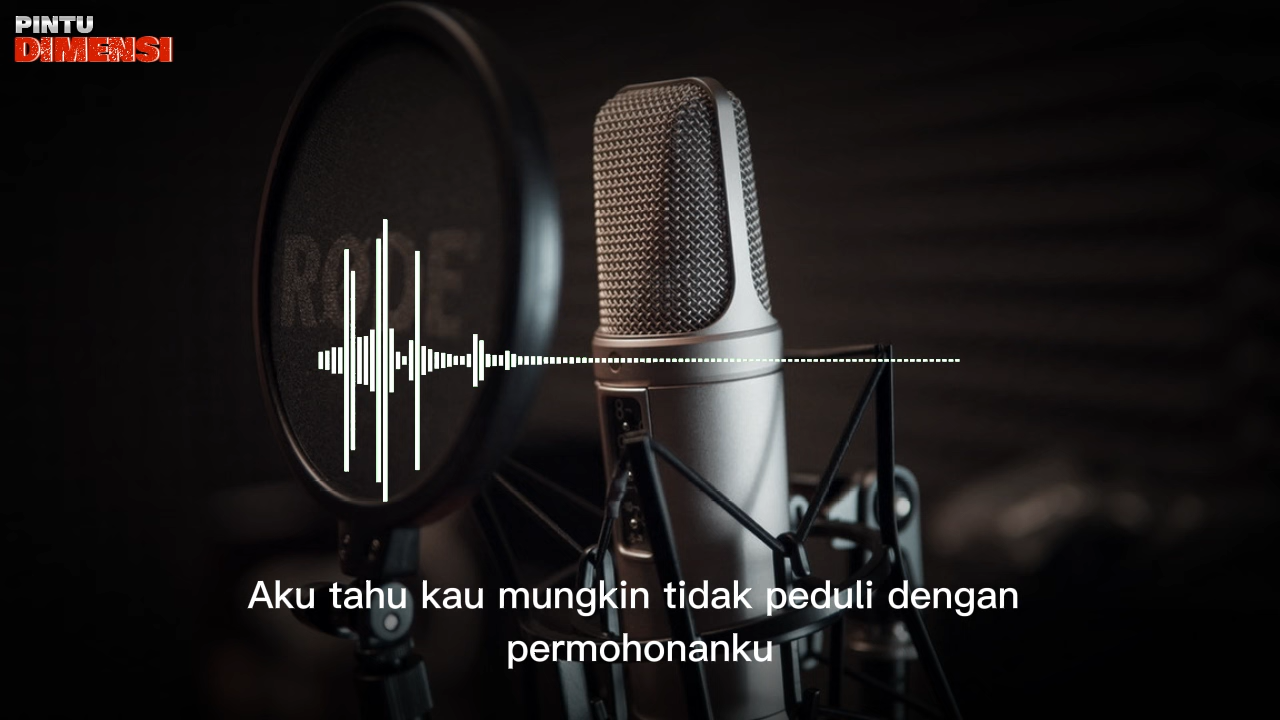 PINTU
DIMENSI
RØDE
Aku tahu kau mungkin tidak peduli dengan
permohonanku